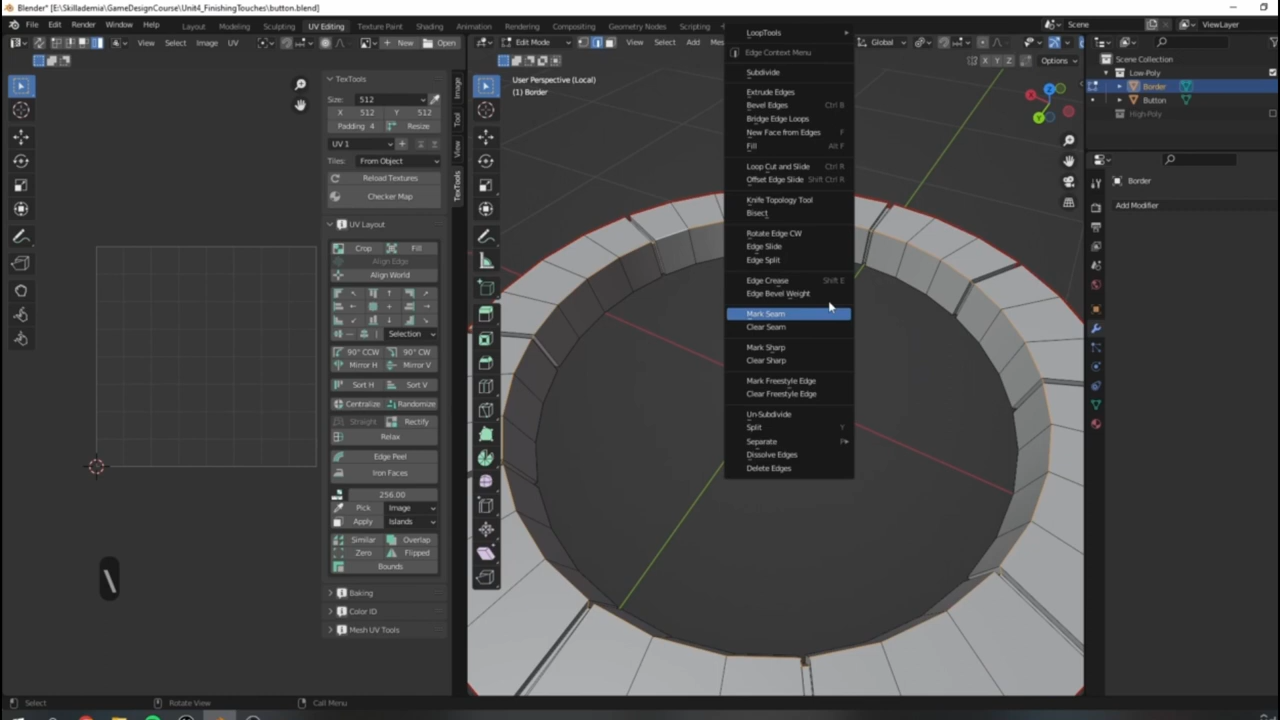 Blender* [E:\Skillademia\GameDesignCourse\Unit4_FinishingTouches\button.blend]
File Edit Render Window Help Layout Modeling Sculpting UV Editing Texture Paint Shading Animation Rendering Compositing Geometry Nodes Scene ViewLayer
View Select Image UV New Open Edit Mode View Select Add Mes Global
Options
TexTools
Size: 512
X 512 Y 512
Padding 4 Resize
UV 1
Tiles: From Object
Reload Textures
Checker Map
UV Layout
Crop Fill
Align Edge
Align World
Selection
90° CCW 90° CW
Mirror H Mirror V
Sort H Sort V
Centralize Randomize
Straight Rectify
Relax
Edge Peel
Iron Faces
256.00
Pick Image
Apply Islands
Similar Overlap
Zero Flipped
Bounds
Baking
Color ID
Mesh UV Tools
Image
Tool
View
TexTools
User Perspective (Local)
(1) Border
X Y Z
LoopTools
Edge Context Menu
Subdivide
Extrude Edges
Bevel Edges Ctrl B
Bridge Edge Loops
New Face from Edges F
Fill Alt F
Loop Cut and Slide Ctrl R
Offset Edge Slide Shift Ctrl R
Knife Topology Tool
Bisect
Rotate Edge CW
Edge Slide
Edge Split
Edge Crease Shift E
Edge Bevel Weight
Mark Seam
Clear Seam
Mark Sharp
Clear Sharp
Mark Freestyle Edge
Clear Freestyle Edge
Un-Subdivide
Split Y
Separate P
Dissolve Edges
Delete Edges
X
Y
Z
Scene Collection
Low-Poly
Border
Button
High-Poly
Border
Add Modifier
\
Select Rotate View Call Menu